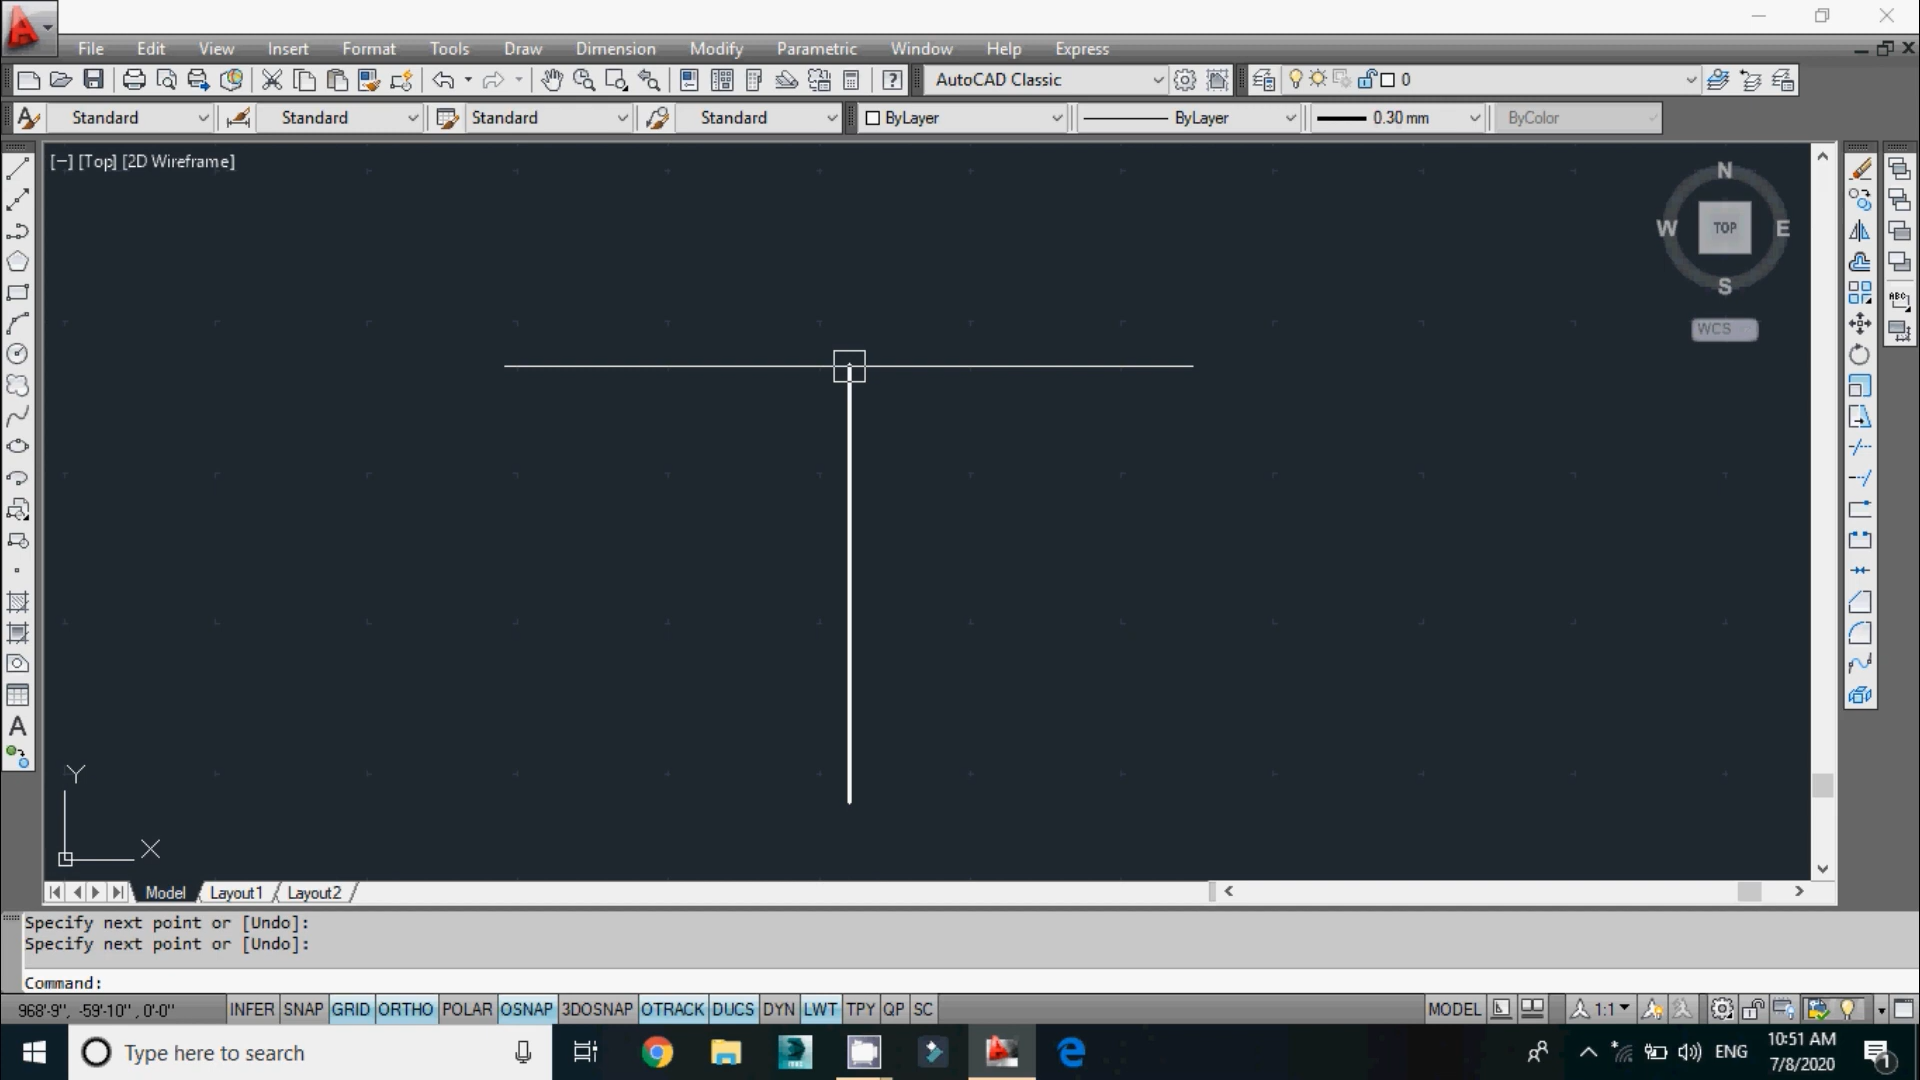 File Edit View Insert Format Tools Draw Dimension Modify Parametric Window Help Express
AutoCAD Classic 0
Standard Standard Standard Standard ByLayer ByLayer 0.30 mm ByColor
[−] [Top] [2D Wireframe]
N
W TOP E
S
WCS
ABC
A
Y
X
Model Layout1 Layout2
Specify next point or [Undo]:
Specify next point or [Undo]:
Command:
968'-9", -59'-10" , 0'-0" INFER SNAP GRID ORTHO POLAR OSNAP 3DOSNAP OTRACK DUCS DYN LWT TPY QP SC MODEL 1:1
Type here to search ENG 10:51 AM
7/8/2020 1